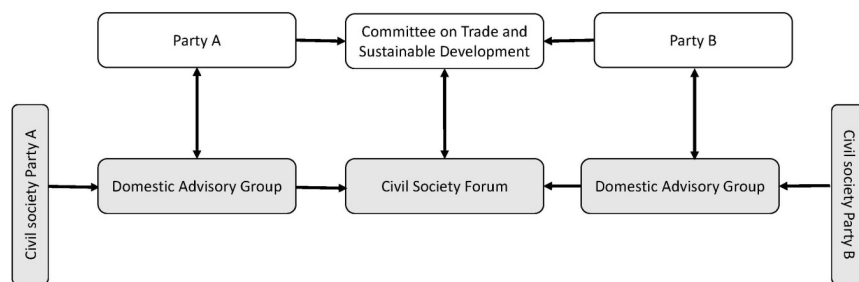 Party A
Committee on Trade and
Sustainable Development
Party B
Civil society Party A
Domestic Advisory Group
Civil Society Forum
Domestic Advisory Group
Civil society Party B